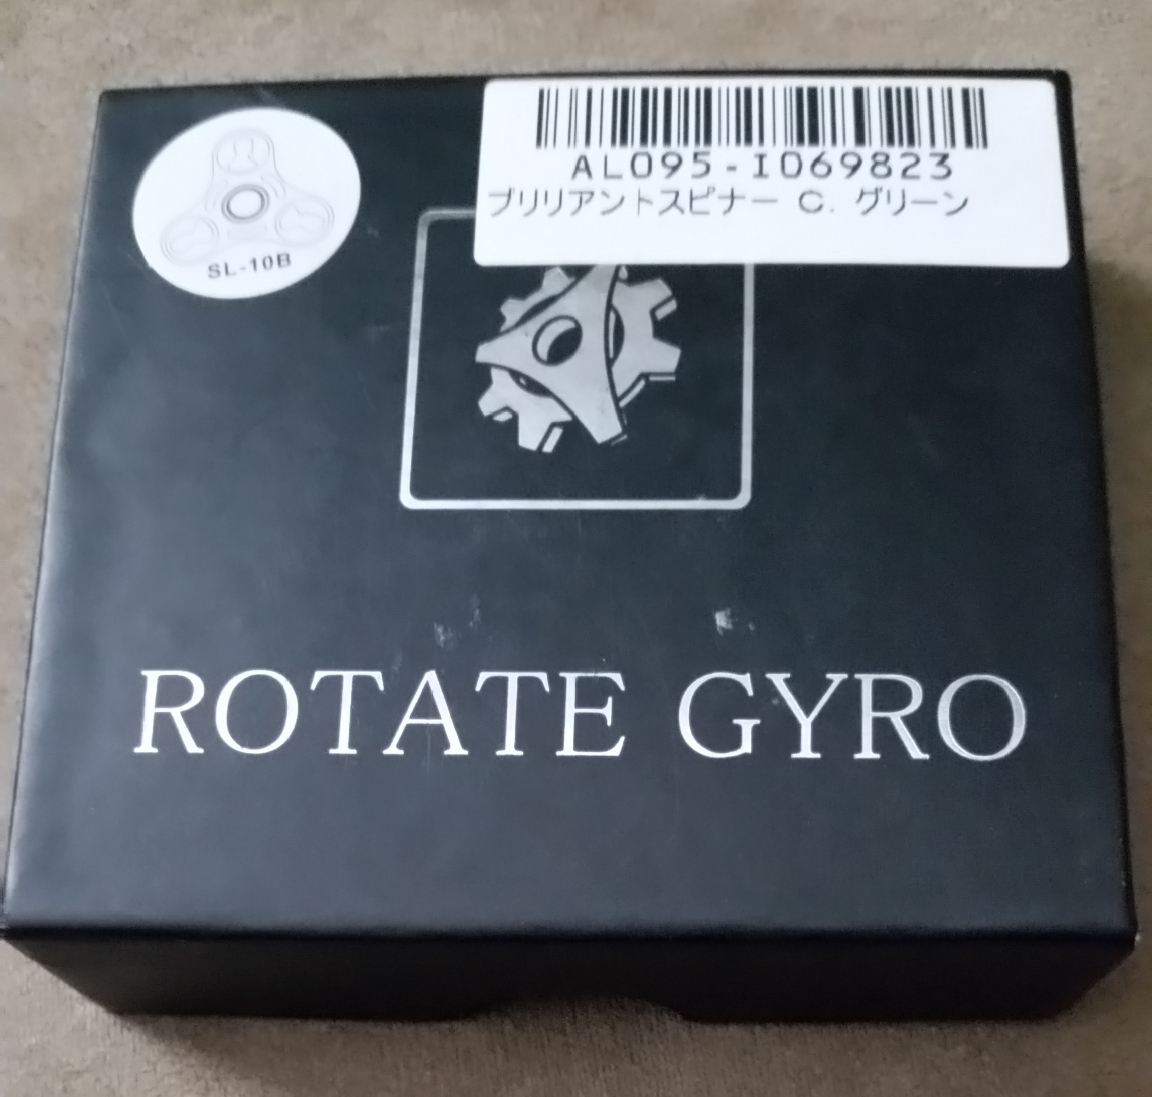 AL095-I069823
ブリリアントスピナー C. グリーン
SL-10B
ROTATE GYRO